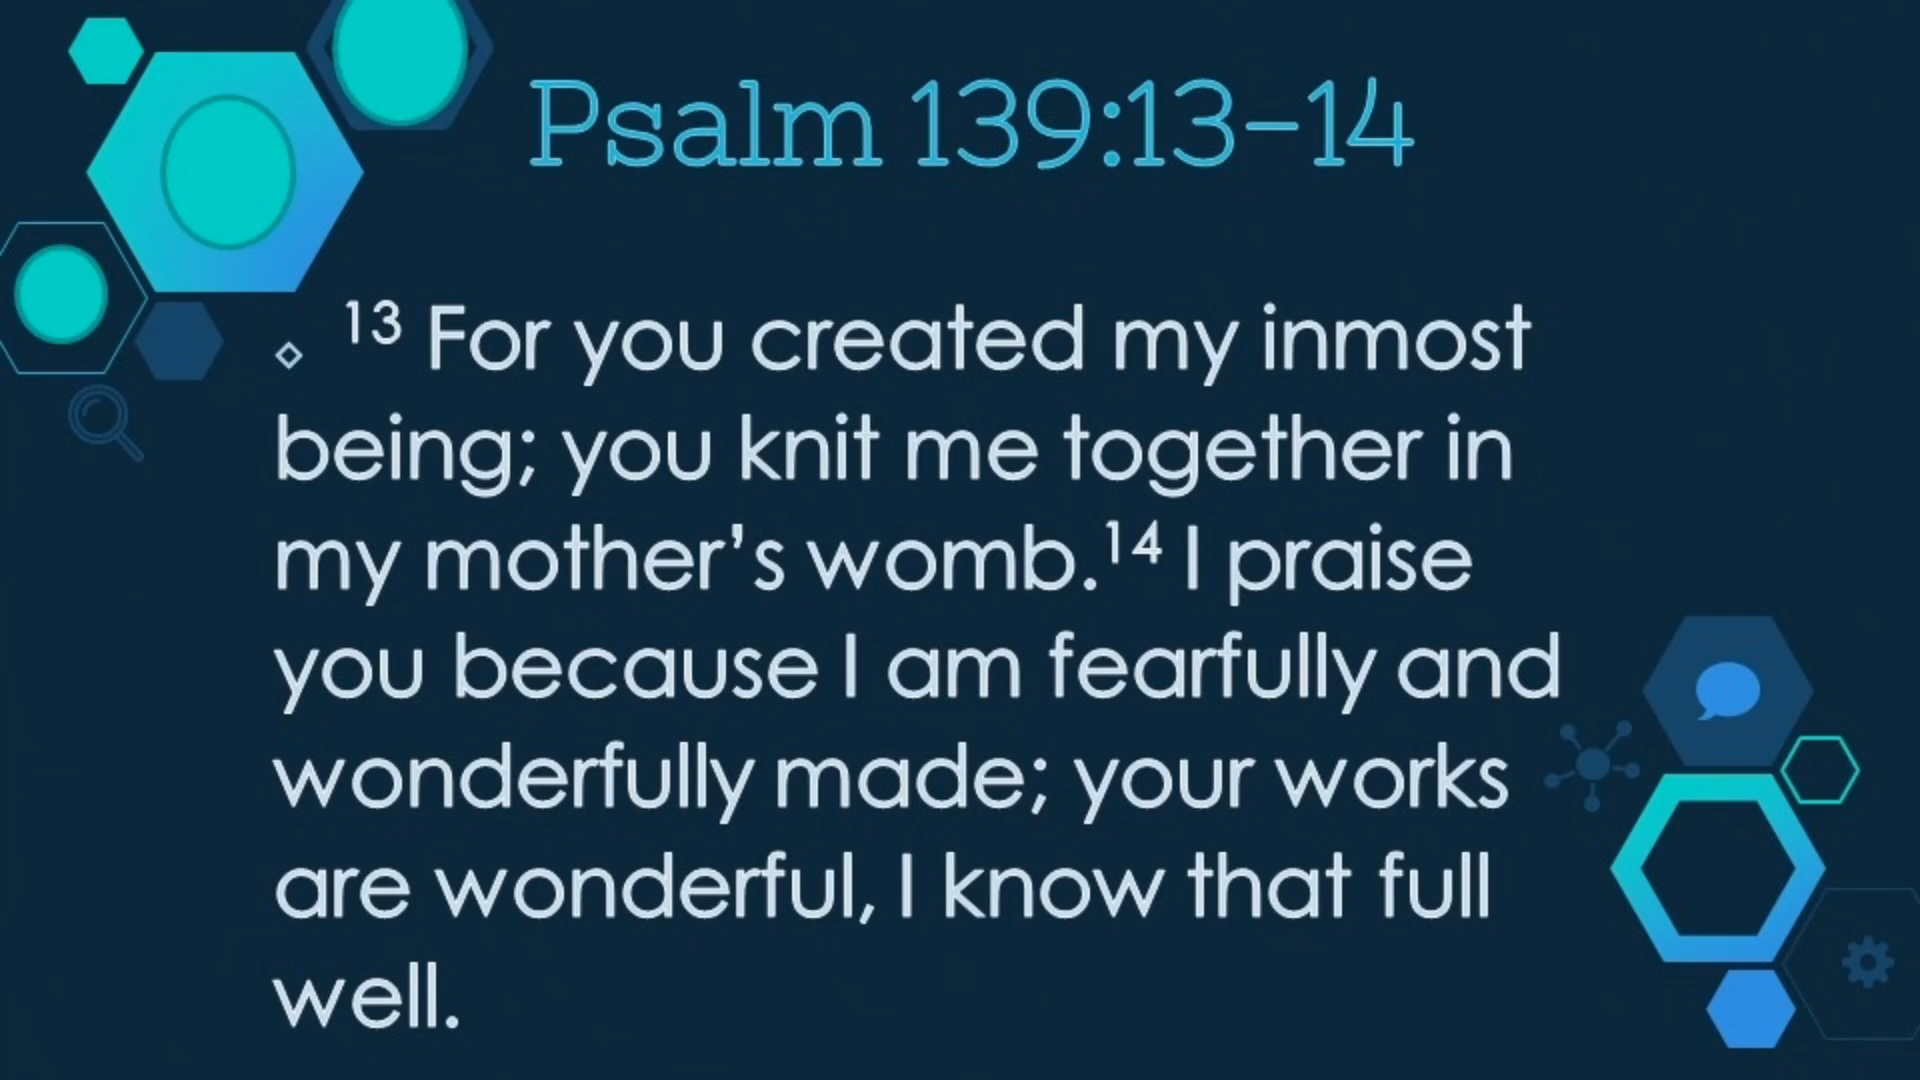 Psalm 139:13–14
⋄ ¹³ For you created my inmost
being; you knit me together in
my mother’s womb.¹⁴ I praise
you because I am fearfully and
wonderfully made; your works
are wonderful, I know that full
well.